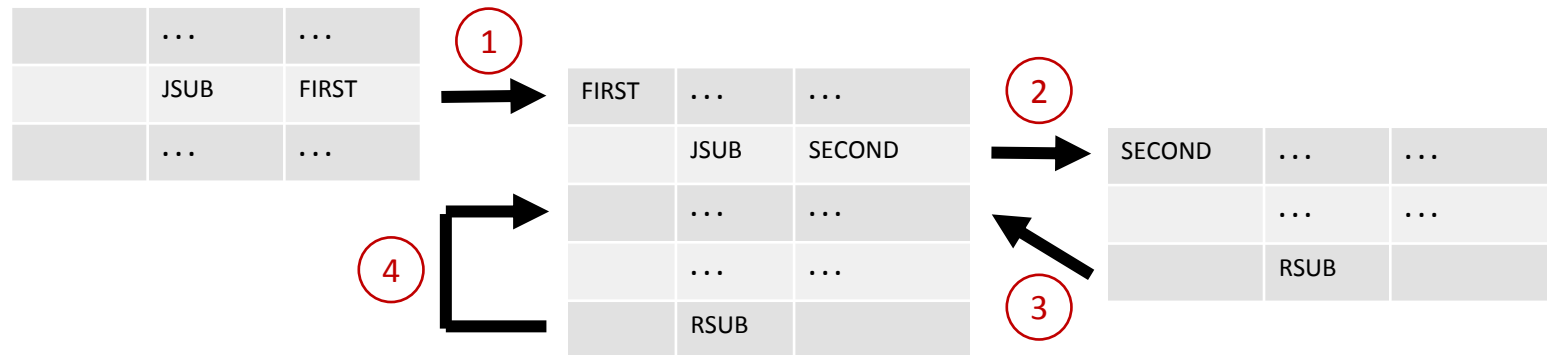 ... ...
JSUB FIRST
... ...
1
FIRST ... ...
JSUB SECOND
... ...
... ...
RSUB
2
SECOND ... ...
... ...
RSUB
3
4